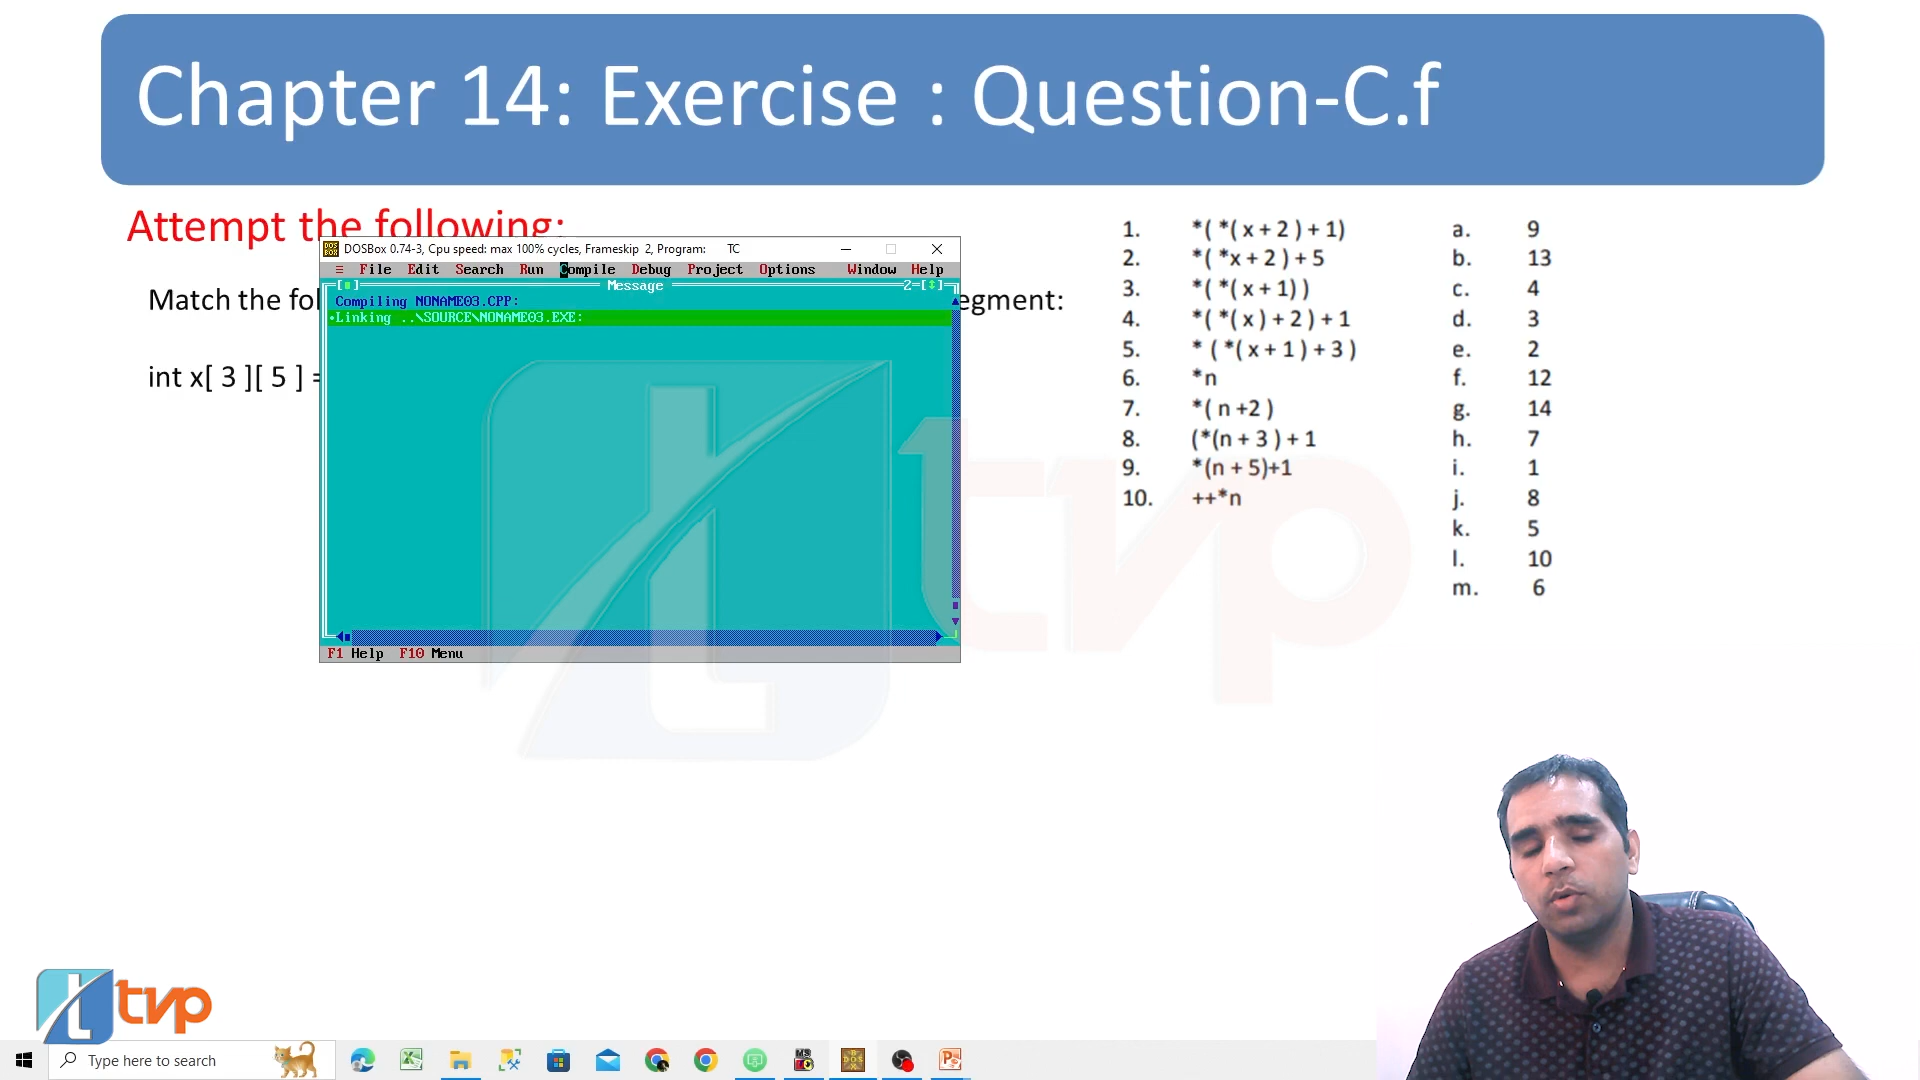 Chapter 14: Exercise : Question-C.f
Attempt the following:
Match the fol
egment:
int x[ 3 ][ 5 ] =
DOSBox 0.74-3, Cpu speed: max 100% cycles, Frameskip 2, Program: TC
≡ File Edit Search Run Compile Debug Project Options Window Help
Message 2
Compiling NONAME03.CPP:
•Linking ..\SOURCE\NONAME03.EXE:
F1 Help F10 Menu
1. *( *( x + 2 ) + 1) a. 9
2. *( *x + 2 ) + 5 b. 13
3. *( *( x + 1) ) c. 4
4. *( *( x ) + 2 ) + 1 d. 3
5. * ( *( x + 1 ) + 3 ) e. 2
6. *n f. 12
7. *( n +2 ) g. 14
8. (*(n + 3 ) + 1 h. 7
9. *(n + 5)+1 i. 1
10. ++*n j. 8
k. 5
l. 10
m. 6
tvp
tvp
Type here to search